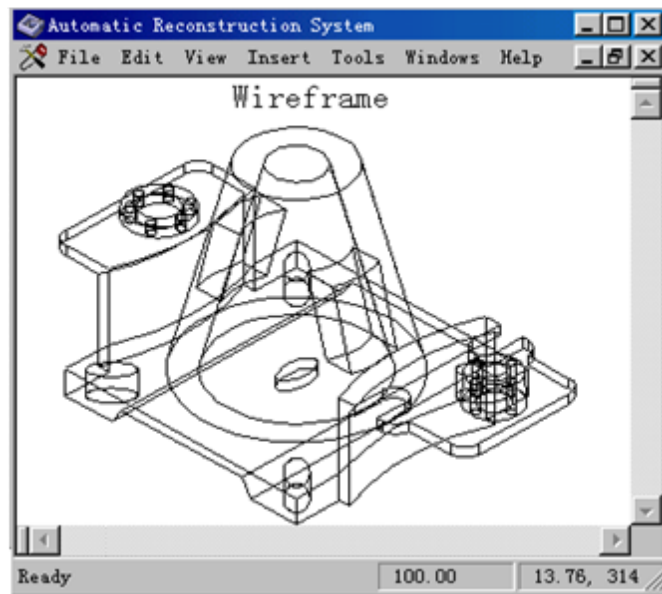 Automatic Reconstruction System
File Edit View Insert Tools Windows Help
Wireframe
Ready 100.00 13.76, 314